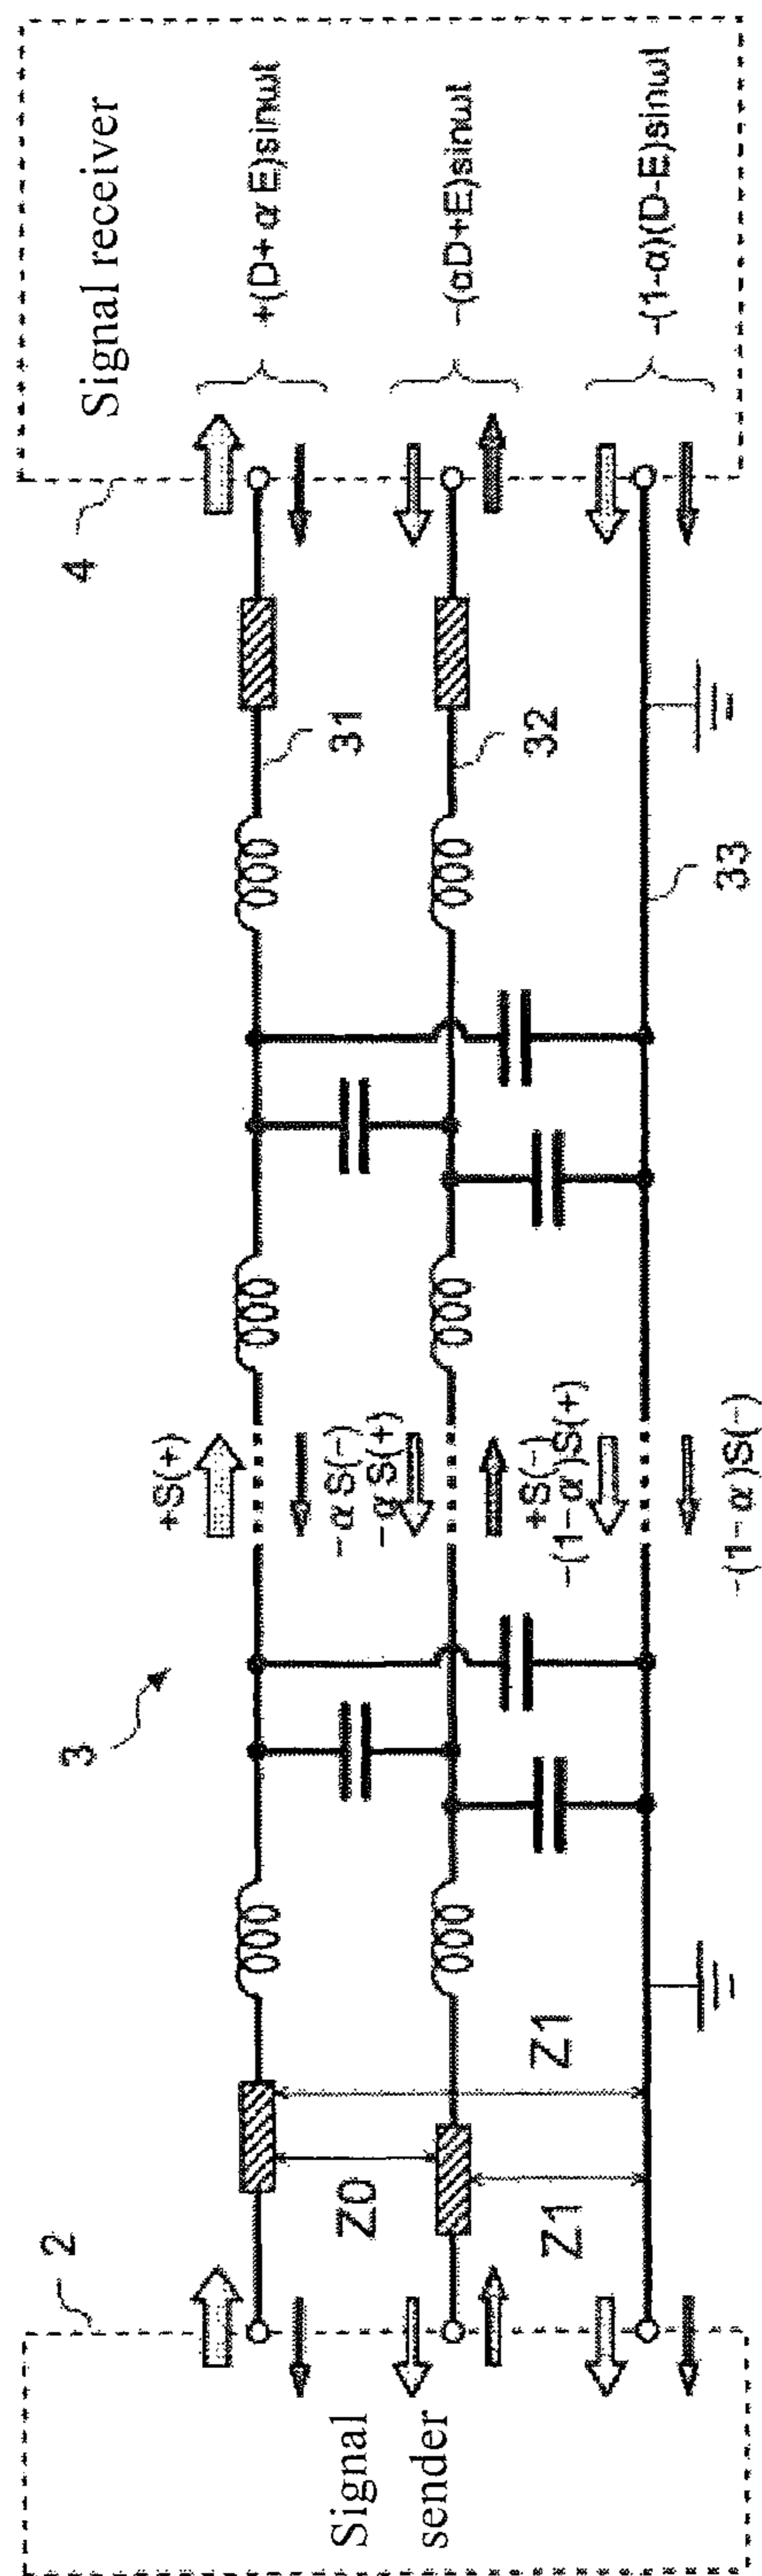 Signal receiver
4
+(D+αE)sinωt
-(αD+E)sinωt
-(1-α)(D-E)sinωt
31
32
33
3
+S(+)
-αS(-)
-αS(+)
+S(-)
-(1-α)S(+)
-(1-α)S(-)
Z0
Z1
Z1
2
Signal
sender